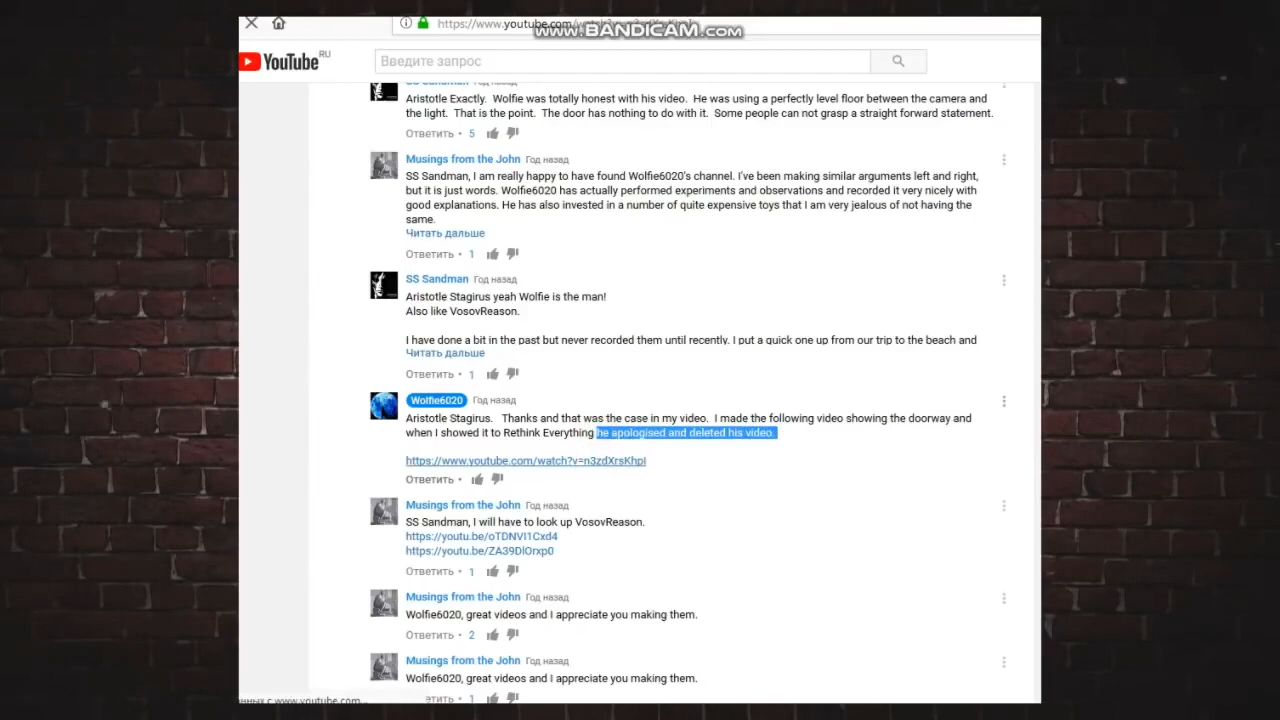 https://www.youtube.com
www.BANDICAM.com
YouTube RU
Введите запрос
SS Sandman Год назад
Aristotle Exactly. Wolfie was totally honest with his video. He was using a perfectly level floor between the camera and
the light. That is the point. The door has nothing to do with it. Some people can not grasp a straight forward statement.
Ответить • 5
Musings from the John Год назад
SS Sandman, I am really happy to have found Wolfie6020's channel. I've been making similar arguments left and right,
but it is just words. Wolfie6020 has actually performed experiments and observations and recorded it very nicely with
good explanations. He has also invested in a number of quite expensive toys that I am very jealous of not having the
same.
Читать дальше
Ответить • 1
SS Sandman Год назад
Aristotle Stagirus yeah Wolfie is the man!
Also like VosovReason.
I have done a bit in the past but never recorded them until recently. I put a quick one up from our trip to the beach and
Читать дальше
Ответить • 1
Wolfie6020 Год назад
Aristotle Stagirus. Thanks and that was the case in my video. I made the following video showing the doorway and
when I showed it to Rethink Everything he apologised and deleted his video.
https://www.youtube.com/watch?v=n3zdXrsKhpI
Ответить •
Musings from the John Год назад
SS Sandman, I will have to look up VosovReason.
https://youtu.be/oTDNVI1Cxd4
https://youtu.be/ZA39DlOrxp0
Ответить • 1
Musings from the John Год назад
Wolfie6020, great videos and I appreciate you making them.
Ответить • 2
Musings from the John Год назад
Wolfie6020, great videos and I appreciate you making them.
ответить • 1
нных с www.youtube.com...